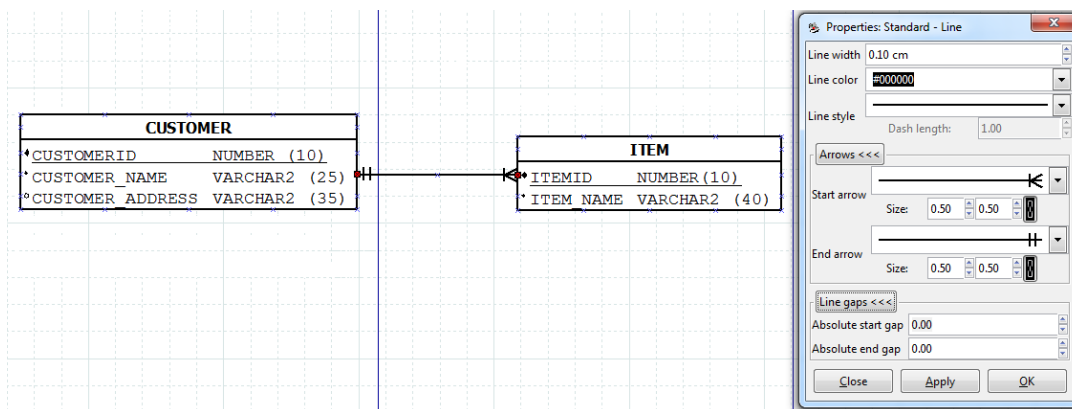 CUSTOMER
CUSTOMERID NUMBER (10)
CUSTOMER_NAME VARCHAR2 (25)
CUSTOMER_ADDRESS VARCHAR2 (35)
ITEM
ITEMID NUMBER(10)
ITEM_NAME VARCHAR2 (40)
Properties: Standard - Line
Line width 0.10 cm
Line color #000000
Line style
Dash length: 1.00
Arrows <<<
Start arrow
Size: 0.50 0.50
End arrow
Size: 0.50 0.50
Line gaps <<<
Absolute start gap 0.00
Absolute end gap 0.00
Close Apply OK